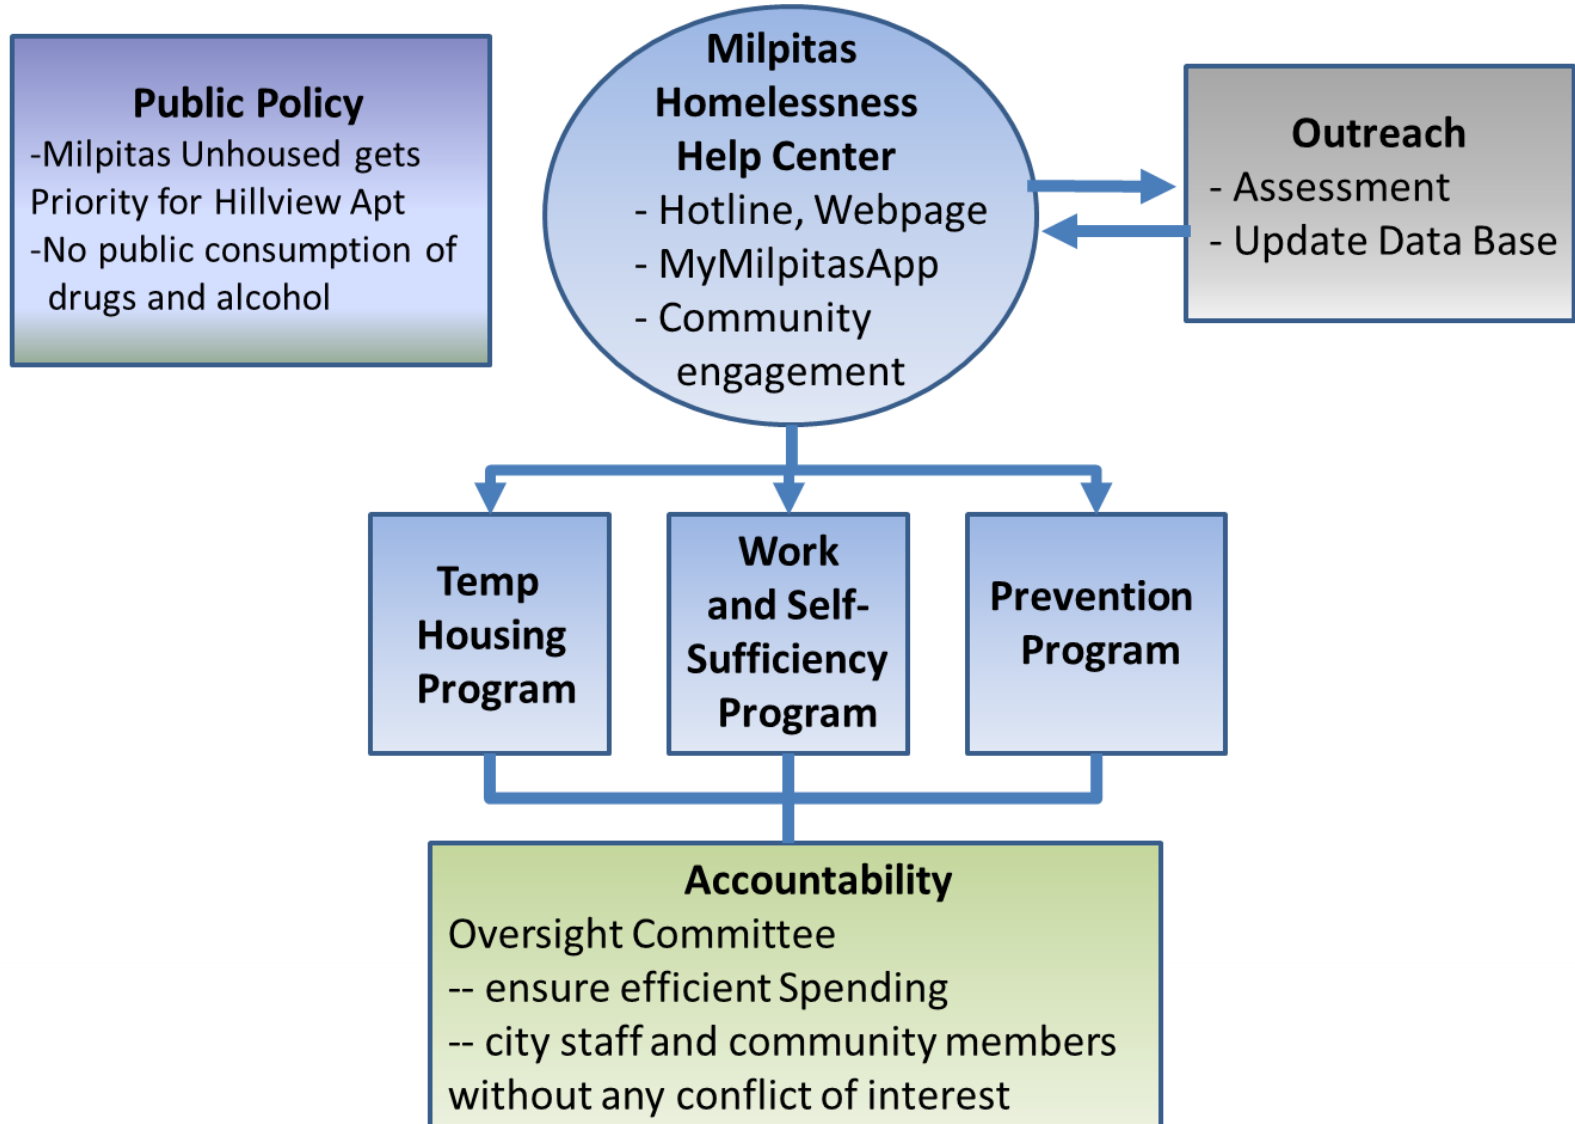 Public Policy
-Milpitas Unhoused gets
Priority for Hillview Apt
-No public consumption of
drugs and alcohol
Milpitas
Homelessness
Help Center
- Hotline, Webpage
- MyMilpitasApp
- Community
engagement
Outreach
- Assessment
- Update Data Base
Temp
Housing
Program
Work
and Self-
Sufficiency
Program
Prevention
Program
Accountability
Oversight Committee
-- ensure efficient Spending
-- city staff and community members
without any conflict of interest